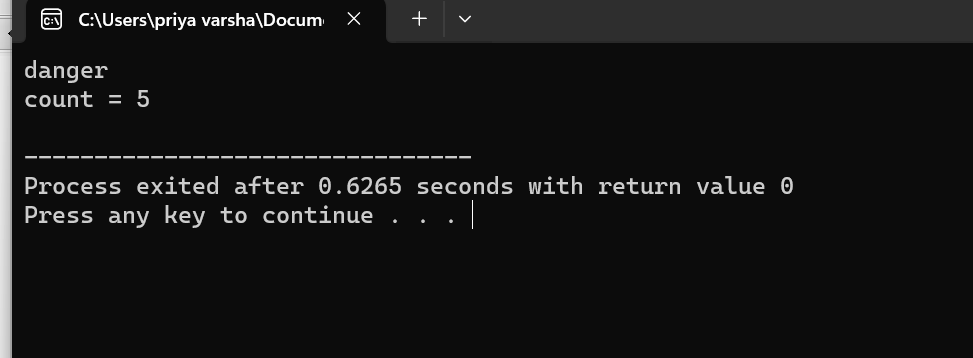 C:\Users\priya varsha\Docum
danger
count = 5
--------------------------------
Process exited after 0.6265 seconds with return value 0
Press any key to continue . . .